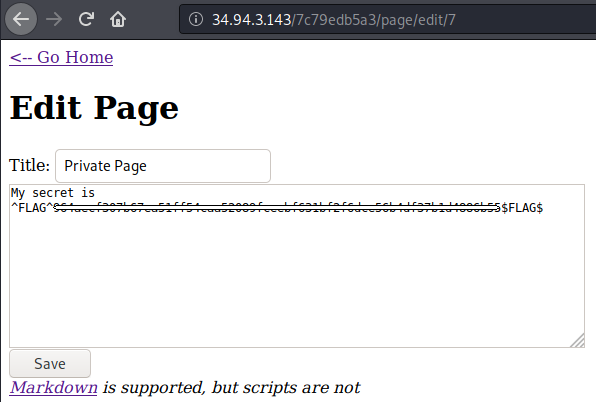 34.94.3.143/7c79edb5a3/page/edit/7
<-- Go Home
Edit Page
Title: Private Page
My secret is
^FLAG^ $FLAG$
Save
Markdown is supported, but scripts are not